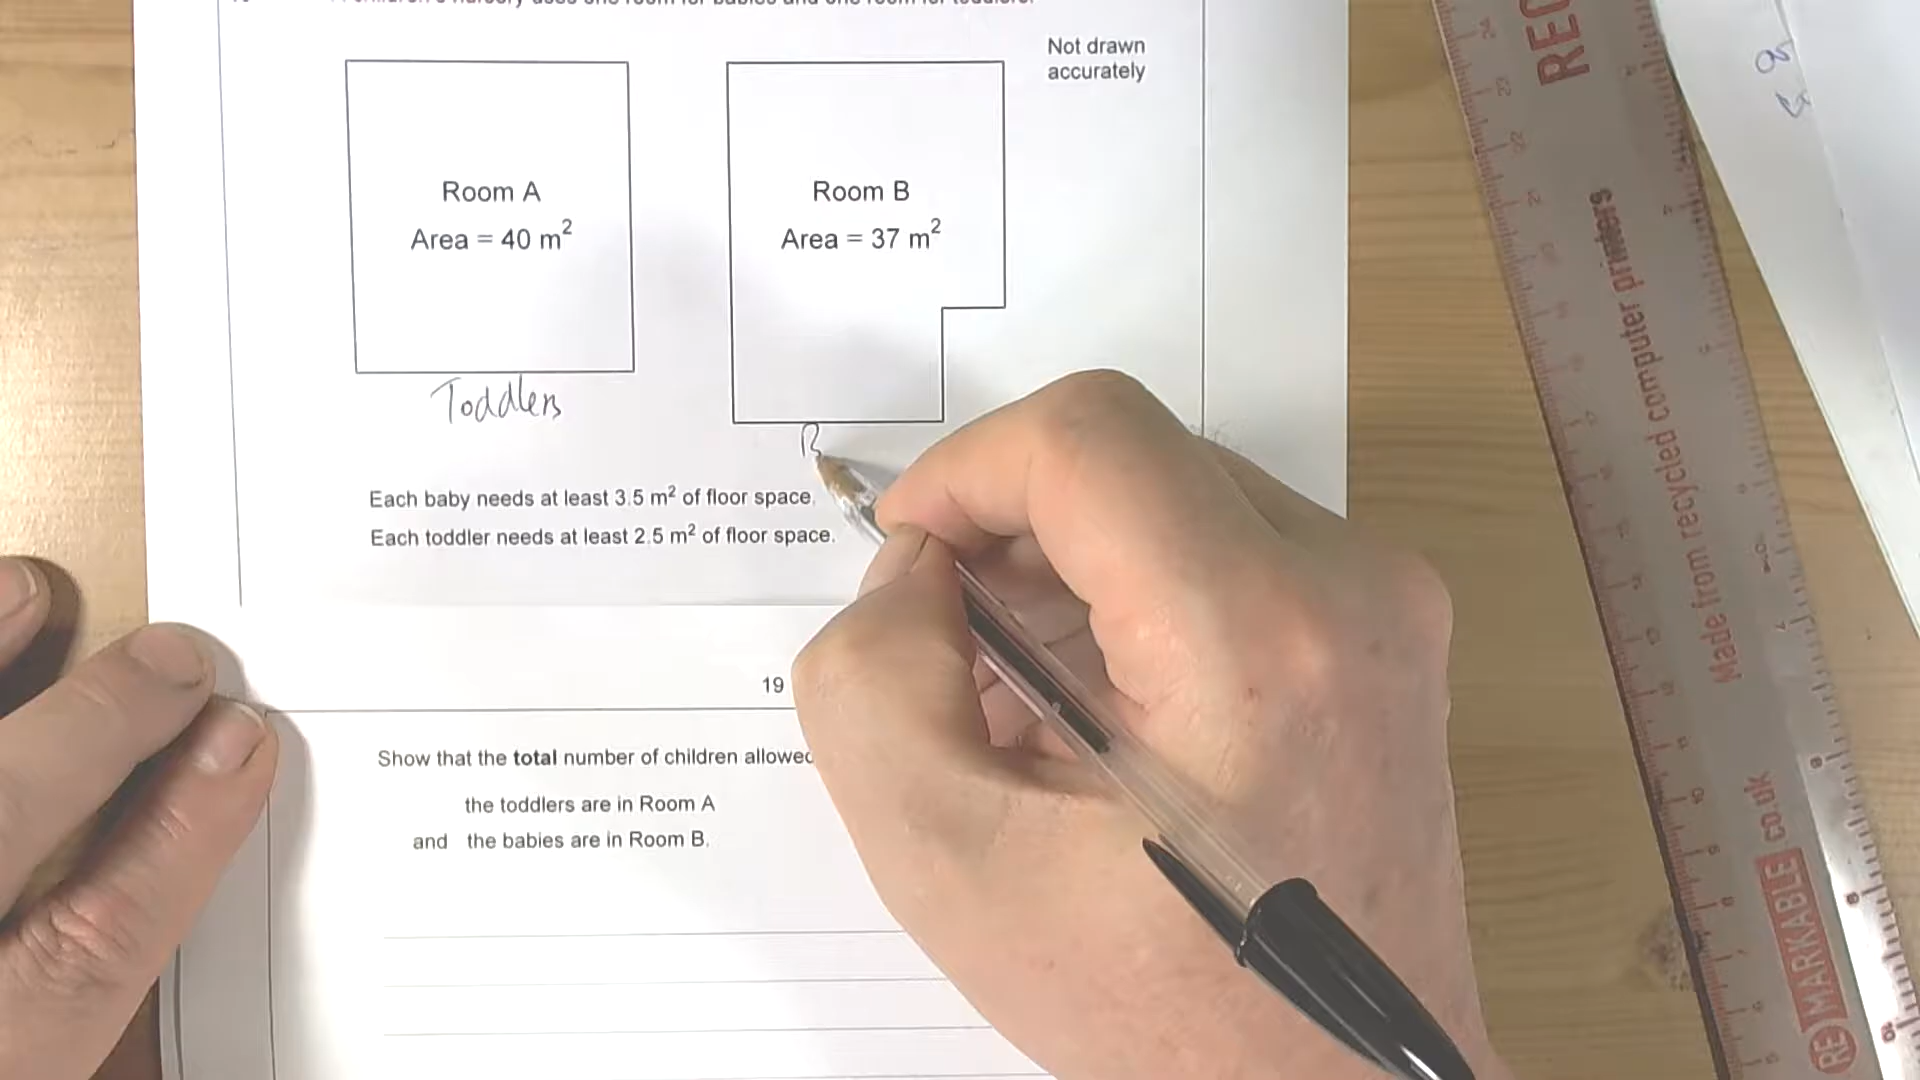 Not drawn
accurately
Room A
Area = 40 m²
Room B
Area = 37 m²
Toddlers
B
Each baby needs at least 3.5 m² of floor space.
Each toddler needs at least 2.5 m² of floor space.
19
Show that the total number of children allowed
the toddlers are in Room A
and the babies are in Room B.
Made from recycled computer printers
REMARKABLE.co.uk